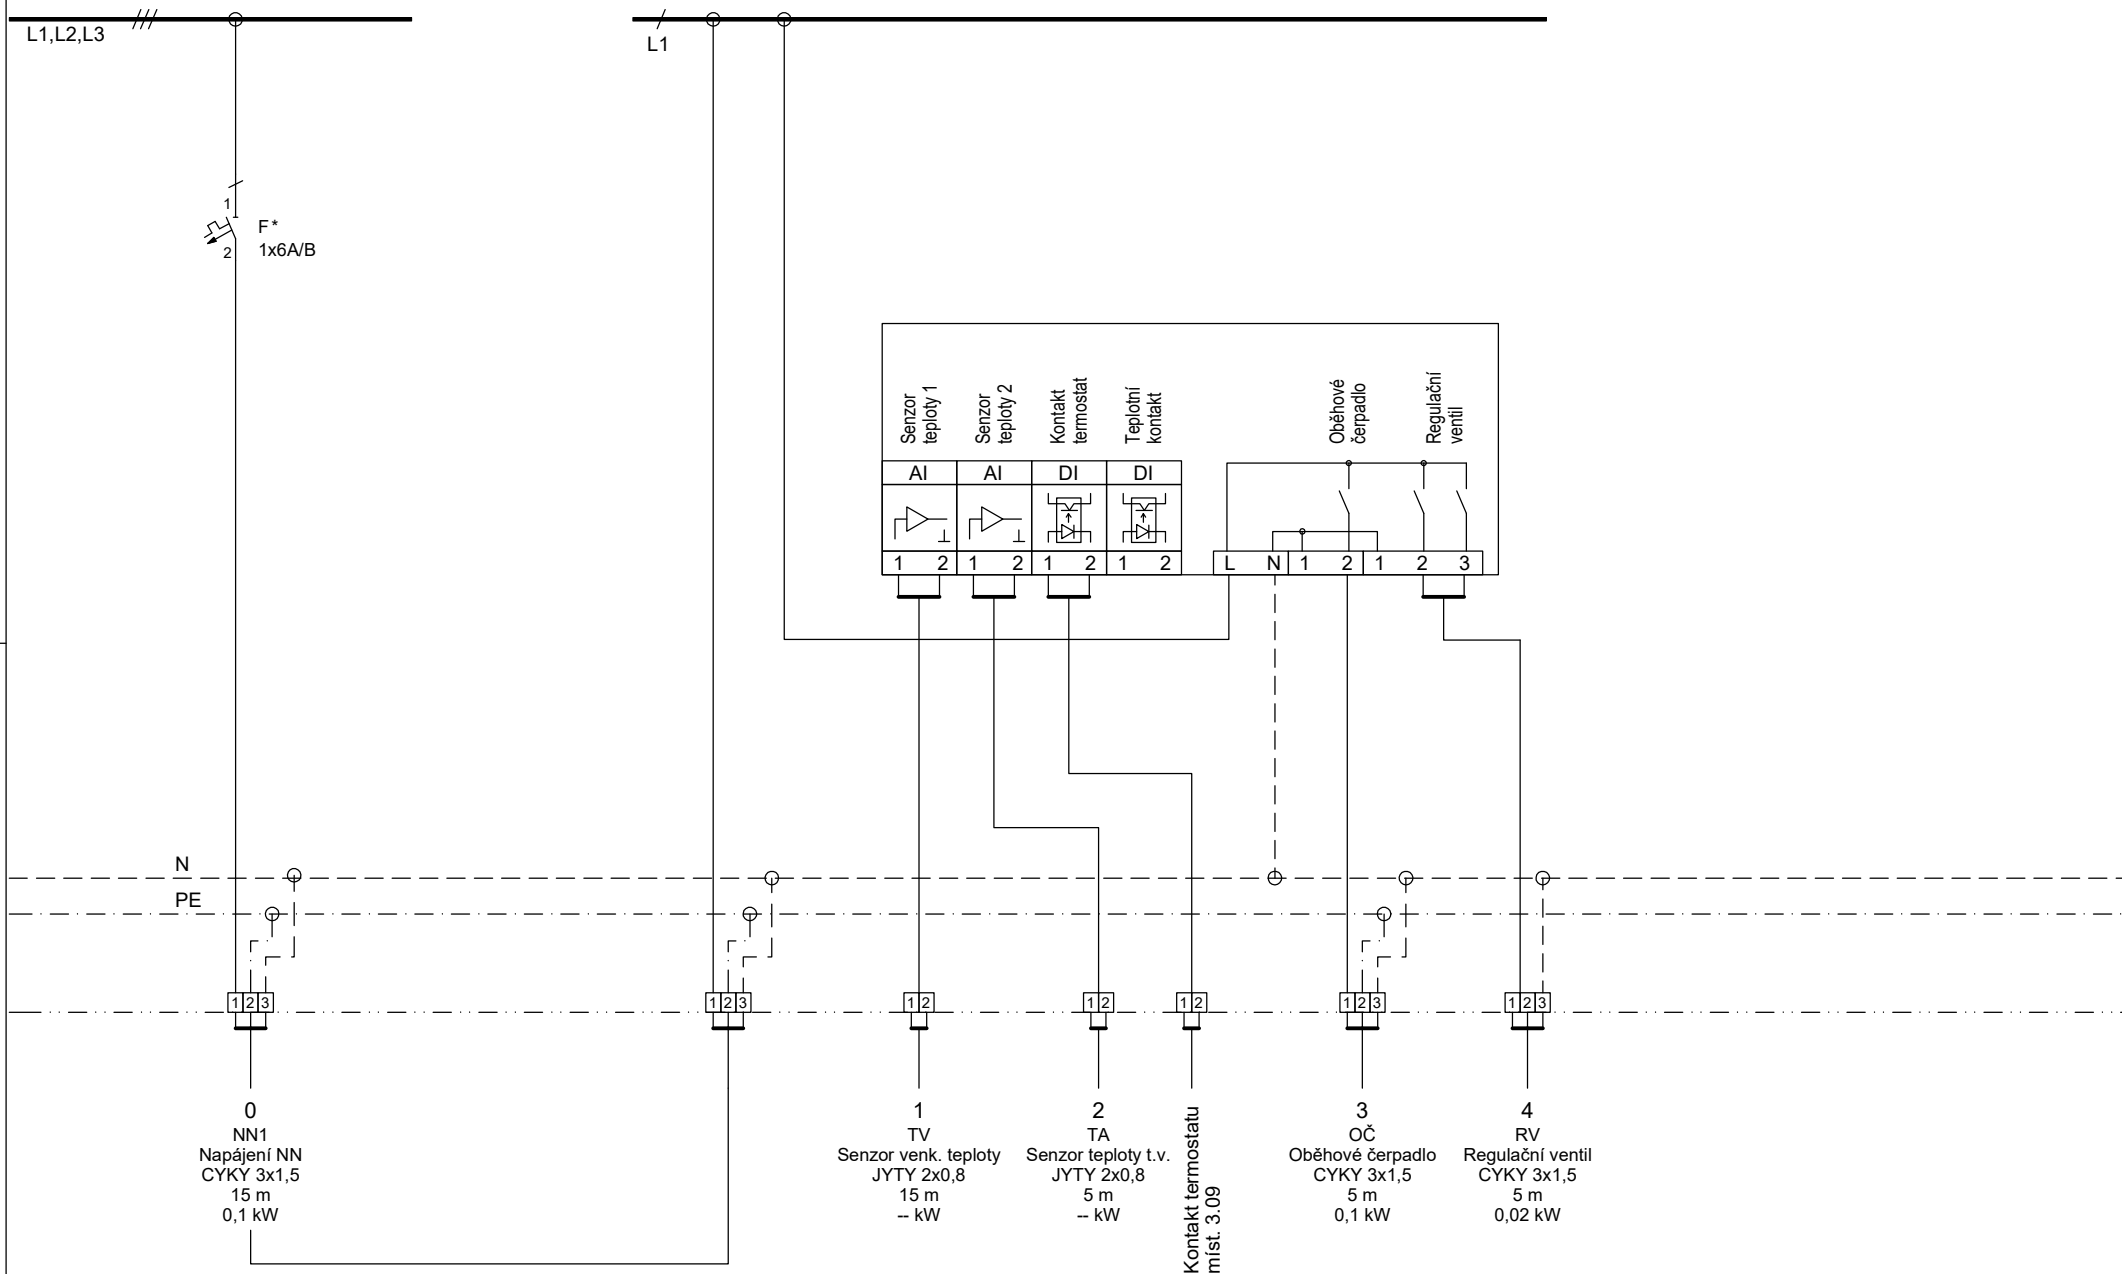 L1,L2,L3
L1
1
F*
1x6A/B
2
Senzor
teploty 1
Senzor
teploty 2
Kontakt
termostat
Teplotní
kontakt
Oběhové
čerpadlo
Regulační
ventil
AI AI DI DI
1 2 1 2 1 2 1 2 L N 1 2 1 2 3
N
PE
1 2 3 1 2 3 1 2 1 2 1 2 1 2 3 1 2 3
0
NN1
Napájení NN
CYKY 3x1,5
15 m
0,1 kW
1
TV
Senzor venk. teploty
JYTY 2x0,8
15 m
-- kW
2
TA
Senzor teploty t.v.
JYTY 2x0,8
5 m
-- kW
Kontakt termostatu
míst. 3.09
3
OČ
Oběhové čerpadlo
CYKY 3x1,5
5 m
0,1 kW
4
RV
Regulační ventil
CYKY 3x1,5
5 m
0,02 kW